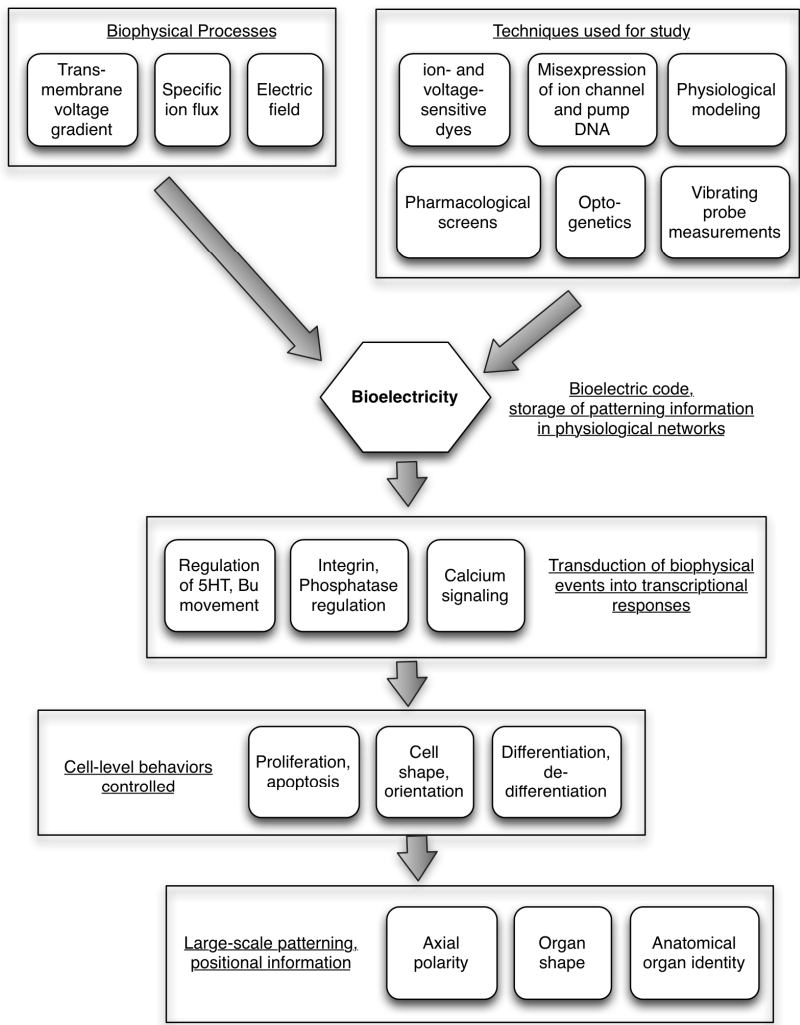 Biophysical Processes
Trans-
membrane
voltage
gradient
Specific
ion flux
Electric
field
Techniques used for study
ion- and
voltage-
sensitive
dyes
Misexpression
of ion channel
and pump
DNA
Physiological
modeling
Pharmacological
screens
Opto-
genetics
Vibrating
probe
measurements
Bioelectricity
Bioelectric code,
storage of patterning information
in physiological networks
Regulation
of 5HT, Bu
movement
Integrin,
Phosphatase
regulation
Calcium
signaling
Transduction of biophysical
events into transcriptional
responses
Cell-level behaviors
controlled
Proliferation,
apoptosis
Cell
shape,
orientation
Differentiation,
de-
differentiation
Large-scale patterning,
positional information
Axial
polarity
Organ
shape
Anatomical
organ identity